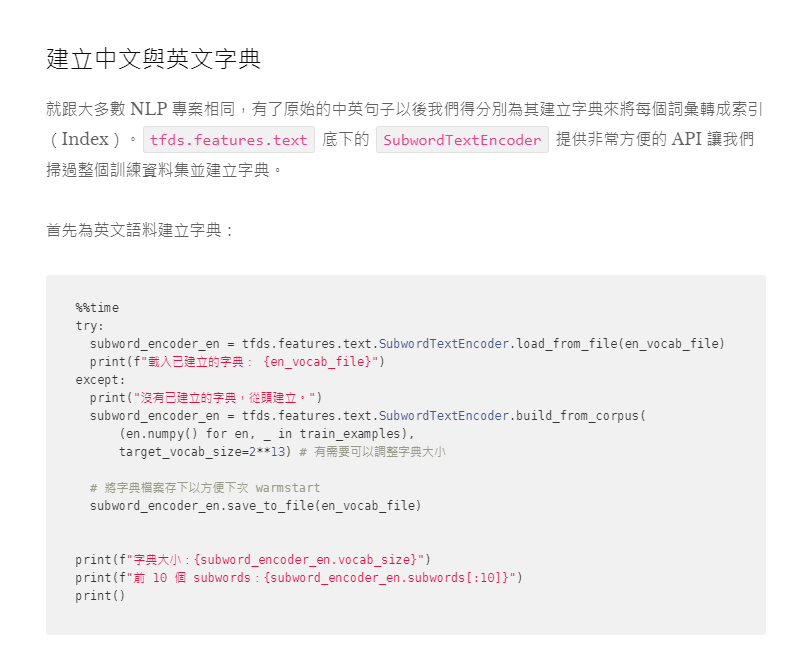 建立中文與英文字典
就跟大多數 NLP 專案相同，有了原始的中英句子以後我們得分別為其建立字典來將每個詞彙轉成索引
（Index）。 tfds.features.text 底下的 SubwordTextEncoder 提供非常方便的 API 讓我們
掃過整個訓練資料集並建立字典。
首先為英文語料建立字典：
%%time
try:
  subword_encoder_en = tfds.features.text.SubwordTextEncoder.load_from_file(en_vocab_file)
  print(f"載入已建立的字典： {en_vocab_file}")
except:
  print("沒有已建立的字典，從頭建立。")
  subword_encoder_en = tfds.features.text.SubwordTextEncoder.build_from_corpus(
      (en.numpy() for en, _ in train_examples),
      target_vocab_size=2**13) # 有需要可以調整字典大小
  # 將字典檔案存下以方便下次 warmstart
  subword_encoder_en.save_to_file(en_vocab_file)
print(f"字典大小：{subword_encoder_en.vocab_size}")
print(f"前 10 個 subwords：{subword_encoder_en.subwords[:10]}")
print()